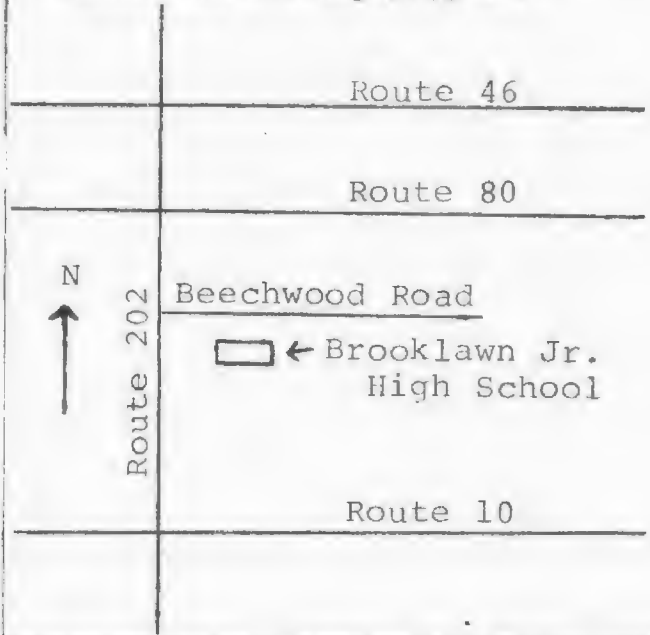 Route 46
Route 80
N
Route 202
Beechwood Road
← Brooklawn Jr.
High School
Route 10